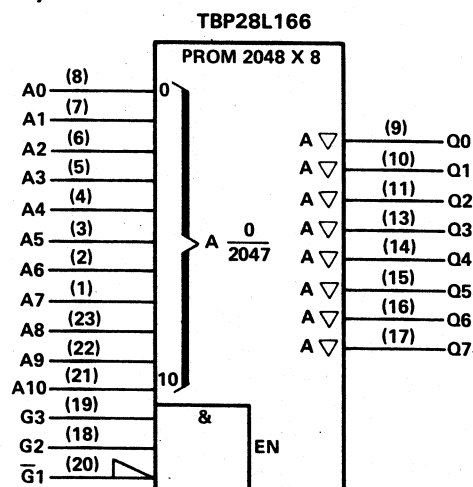 TBP28L166
PROM 2048 X 8
A0 (8) 0
A1 (7)
A2 (6)
A3 (5)
A4 (4)
A5 (3)
A6 (2)
A7 (1)
A8 (23)
A9 (22)
A10 (21) 10
G3 (19)
G2 (18)
G̅1 (20)
A 0/2047
&
EN
A ▽ (9) Q0
A ▽ (10) Q1
A ▽ (11) Q2
A ▽ (13) Q3
A ▽ (14) Q4
A ▽ (15) Q5
A ▽ (16) Q6
A ▽ (17) Q7